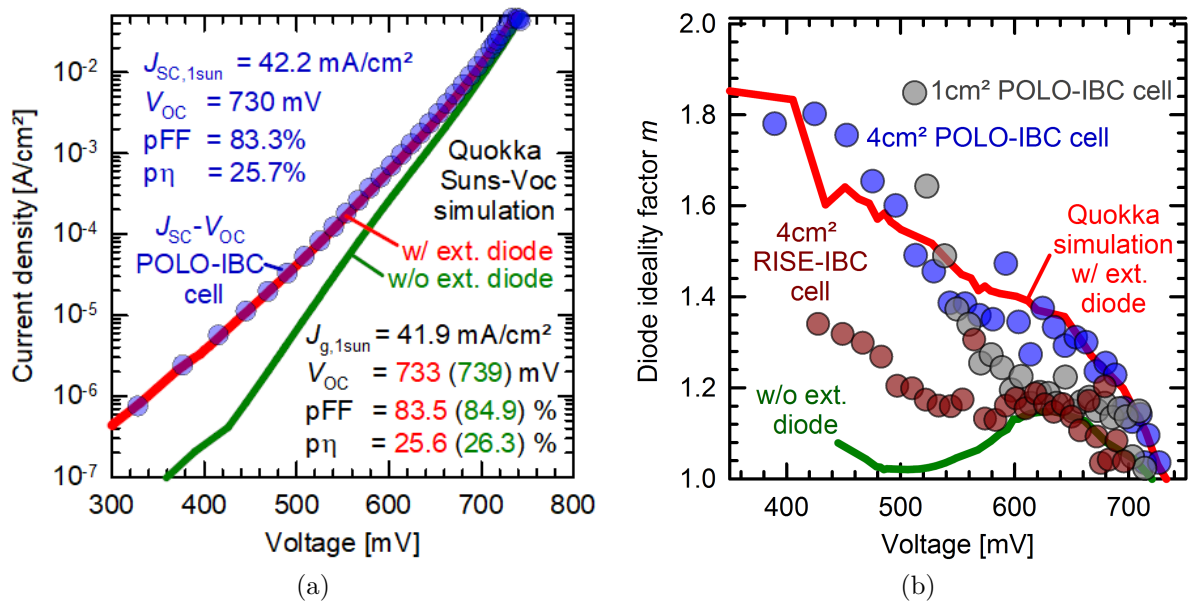 J_SC,1sun = 42.2 mA/cm²
V_OC = 730 mV
pFF = 83.3%
pη = 25.7%
Quokka
Suns-Voc
simulation
w/ ext. diode
w/o ext. diode
J_SC–V_OC
POLO-IBC
cell
J_g,1sun = 41.9 mA/cm²
V_OC = 733 (739) mV
pFF = 83.5 (84.9) %
pη = 25.6 (26.3) %
Current density [A/cm²]
10⁻²
10⁻³
10⁻⁴
10⁻⁵
10⁻⁶
10⁻⁷
300 400 500 600 700 800
Voltage [mV]
(a)
Diode ideality factor m
2.0
1.8
1.6
1.4
1.2
1.0
1cm² POLO-IBC cell
4cm² POLO-IBC cell
4cm²
RISE-IBC
cell
Quokka
simulation
w/ ext.
diode
w/o ext.
diode
400 500 600 700
Voltage [mV]
(b)